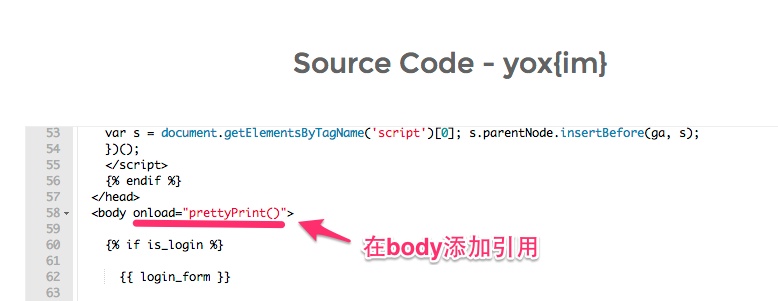 Source Code - yox{im}
53 var s = document.getElementsByTagName('script')[0]; s.parentNode.insertBefore(ga, s);
54 })();
55 </script>
56 {% endif %}
57 </head>
58 <body onload="prettyPrint()">
59
60 {% if is_login %}
在body添加引用
61
62 {{ login_form }}
63